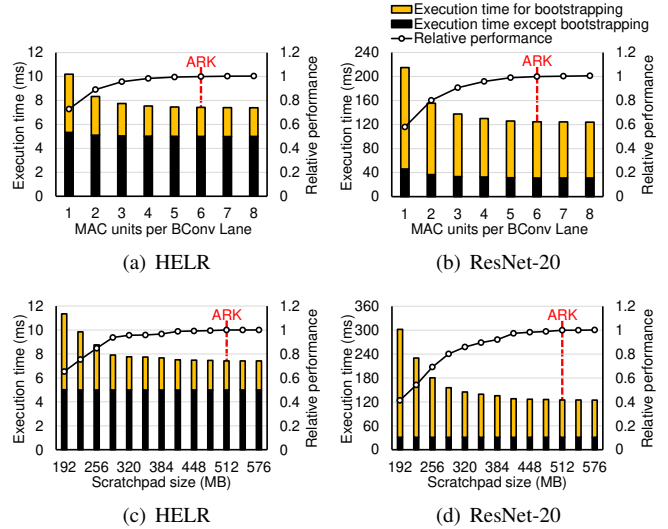 Execution time for bootstrapping
Execution time except bootstrapping
Relative performance
12
10
8
6
4
2
0
Execution time (ms)
ARK
1.2
1
0.8
0.6
0.4
0.2
0
Relative performance
1 2 3 4 5 6 7 8
MAC units per BConv Lane
(a) HELR
240
200
160
120
80
40
0
Execution time (ms)
ARK
1.2
1
0.8
0.6
0.4
0.2
0
Relative performance
1 2 3 4 5 6 7 8
MAC units per BConv Lane
(b) ResNet-20
12
10
8
6
4
2
0
Execution time (ms)
ARK
1.2
1
0.8
0.6
0.4
0.2
0
Relative performance
192 256 320 384 448 512 576
Scratchpad size (MB)
(c) HELR
360
300
240
180
120
60
0
Execution time (ms)
ARK
1.2
1
0.8
0.6
0.4
0.2
0
Relative performance
192 256 320 384 448 512 576
Scratchpad size (MB)
(d) ResNet-20